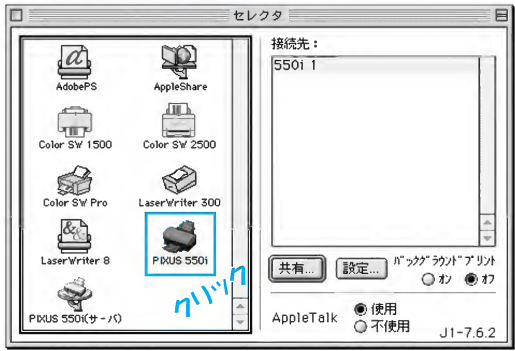 セレクタ
AdobePS
AppleShare
Color SW 1500
Color SW 2500
Color SW Pro
LaserWriter 300
LaserWriter 8
PIXUS 550i
クリック
PIXUS 550i(サーバ)
接続先：
550i 1
共有...
設定...
ﾊﾞｯｸｸﾞﾗｳﾝﾄﾞﾌﾟﾘﾝﾄ
ｵﾝ
ｵﾌ
AppleTalk
使用
不使用
J1-7.6.2